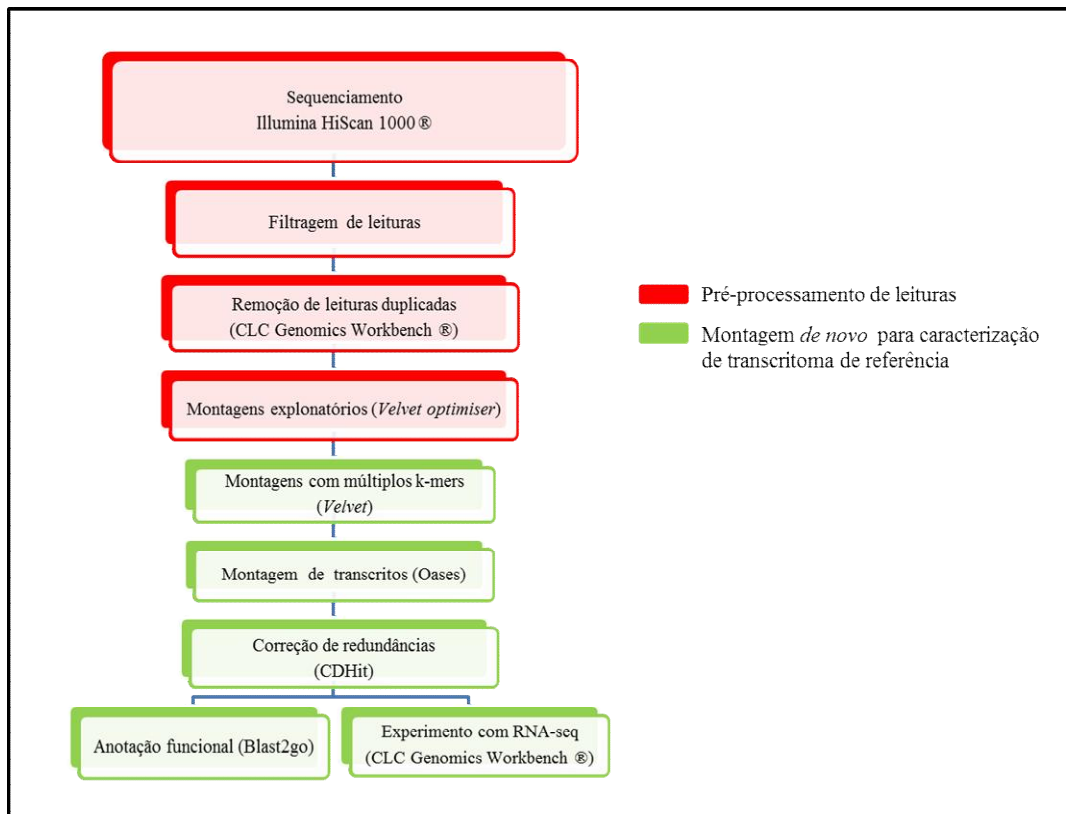 Sequenciamento
Illumina HiScan 1000 ®
Filtragem de leituras
Remoção de leituras duplicadas
(CLC Genomics Workbench ®)
Montagens explonatórios (Velvet optimiser)
Montagens com múltiplos k-mers
(Velvet)
Montagem de transcritos (Oases)
Correção de redundâncias
(CDHit)
Anotação funcional (Blast2go)
Experimento com RNA-seq
(CLC Genomics Workbench ®)
Pré-processamento de leituras
Montagem de novo para caracterização
de transcritoma de referência